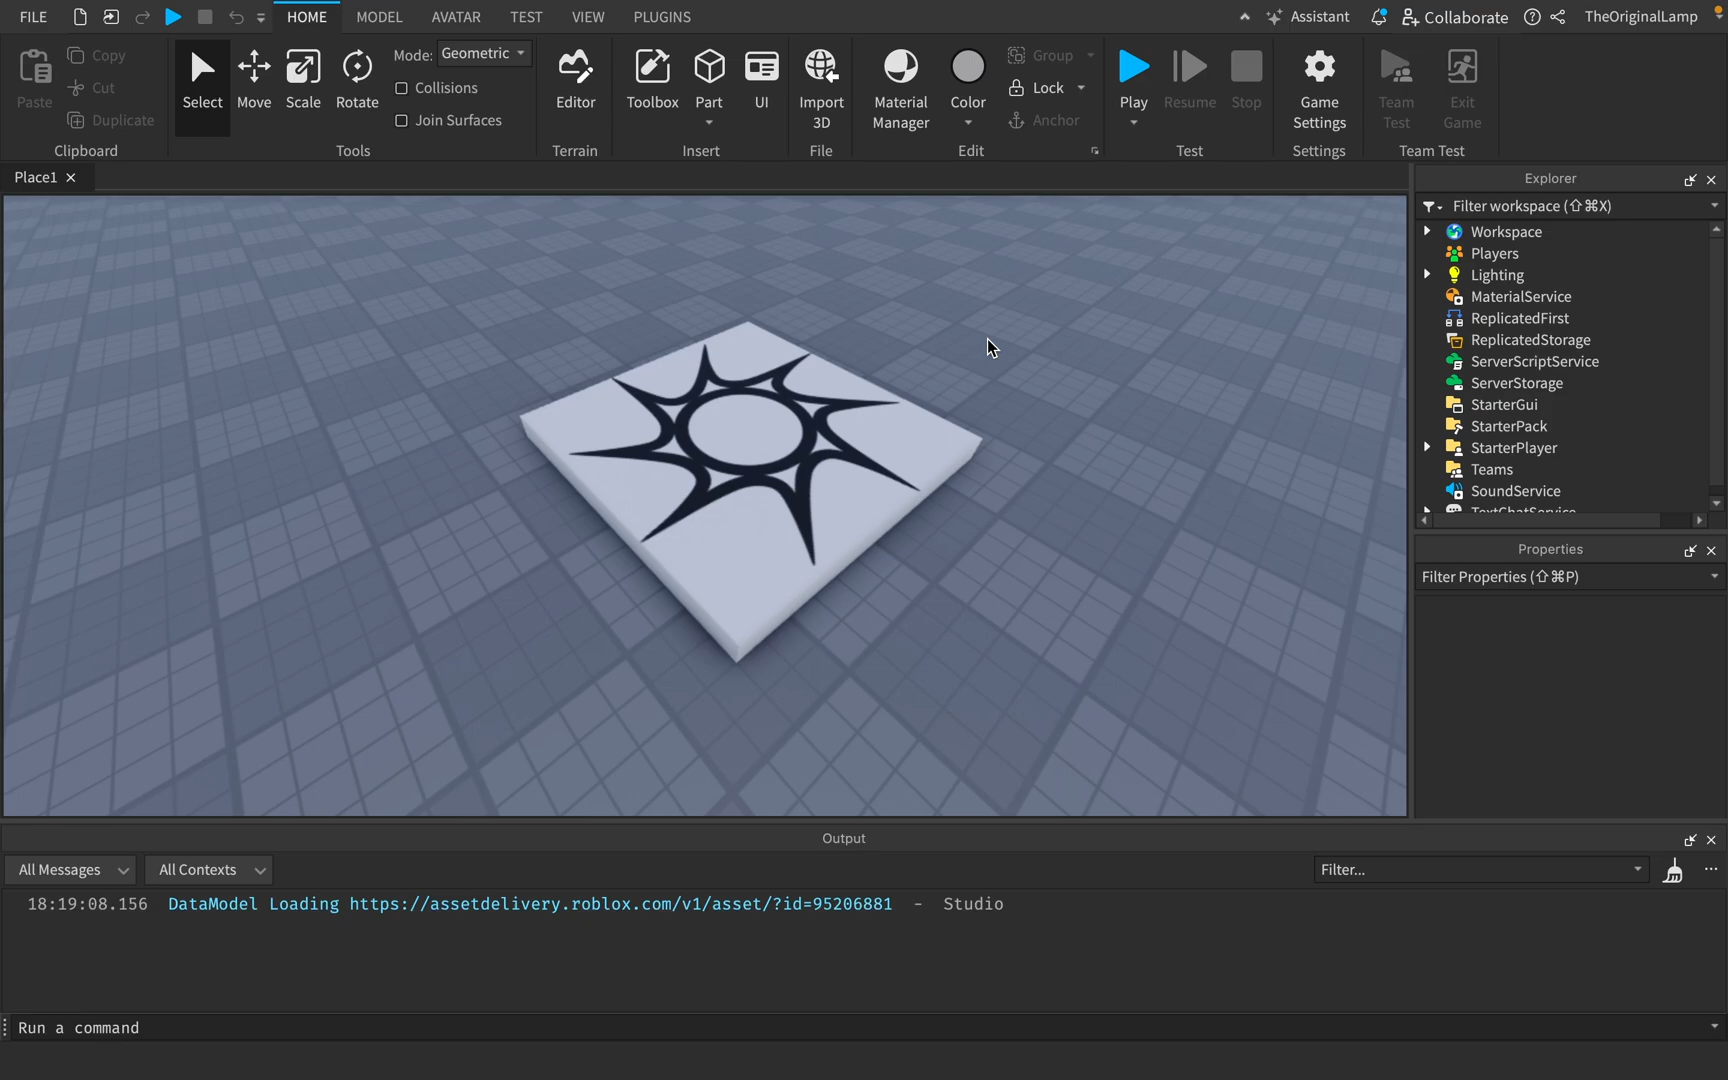 FILE
HOME
MODEL
AVATAR
TEST
VIEW
PLUGINS
Assistant
Collaborate
TheOriginalLamp
Paste
Copy
Cut
Duplicate
Clipboard
Select
Move
Scale
Rotate
Mode: Geometric
Collisions
Join Surfaces
Tools
Editor
Terrain
Toolbox
Part
UI
Insert
Import
3D
File
Material
Manager
Color
Group
Lock
Anchor
Edit
Play
Resume
Stop
Test
Game
Settings
Settings
Team
Test
Exit
Game
Team Test
Place1
Explorer
Filter workspace (⇧⌘X)
Workspace
Players
Lighting
MaterialService
ReplicatedFirst
ReplicatedStorage
ServerScriptService
ServerStorage
StarterGui
StarterPack
StarterPlayer
Teams
SoundService
TextChatService
Properties
Filter Properties (⇧⌘P)
Output
All Messages
All Contexts
Filter...
18:19:08.156 DataModel Loading https://assetdelivery.roblox.com/v1/asset/?id=95206881 - Studio
Run a command